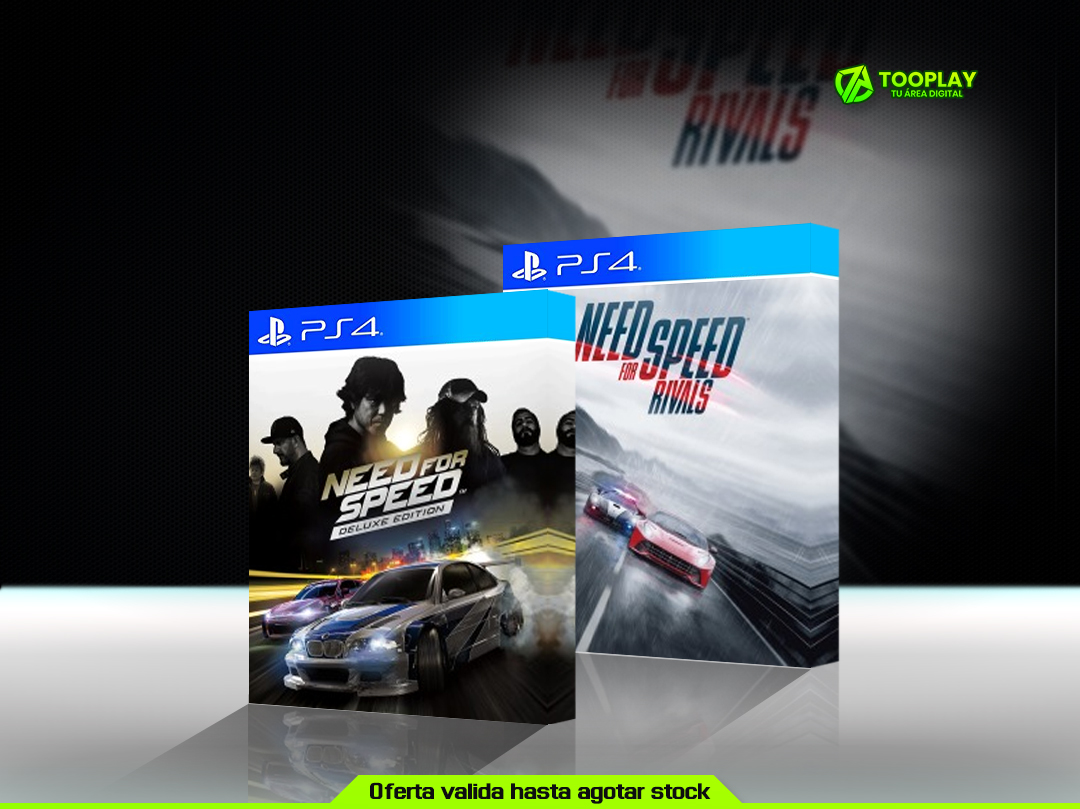 NEED
FOR SPEED
RIVALS
TOOPLAY
TU ÁREA DIGITAL
PS4
NEED
FOR SPEED
RIVALS
PS4
NEED FOR
SPEED™
DELUXE EDITION
Oferta valida hasta agotar stock